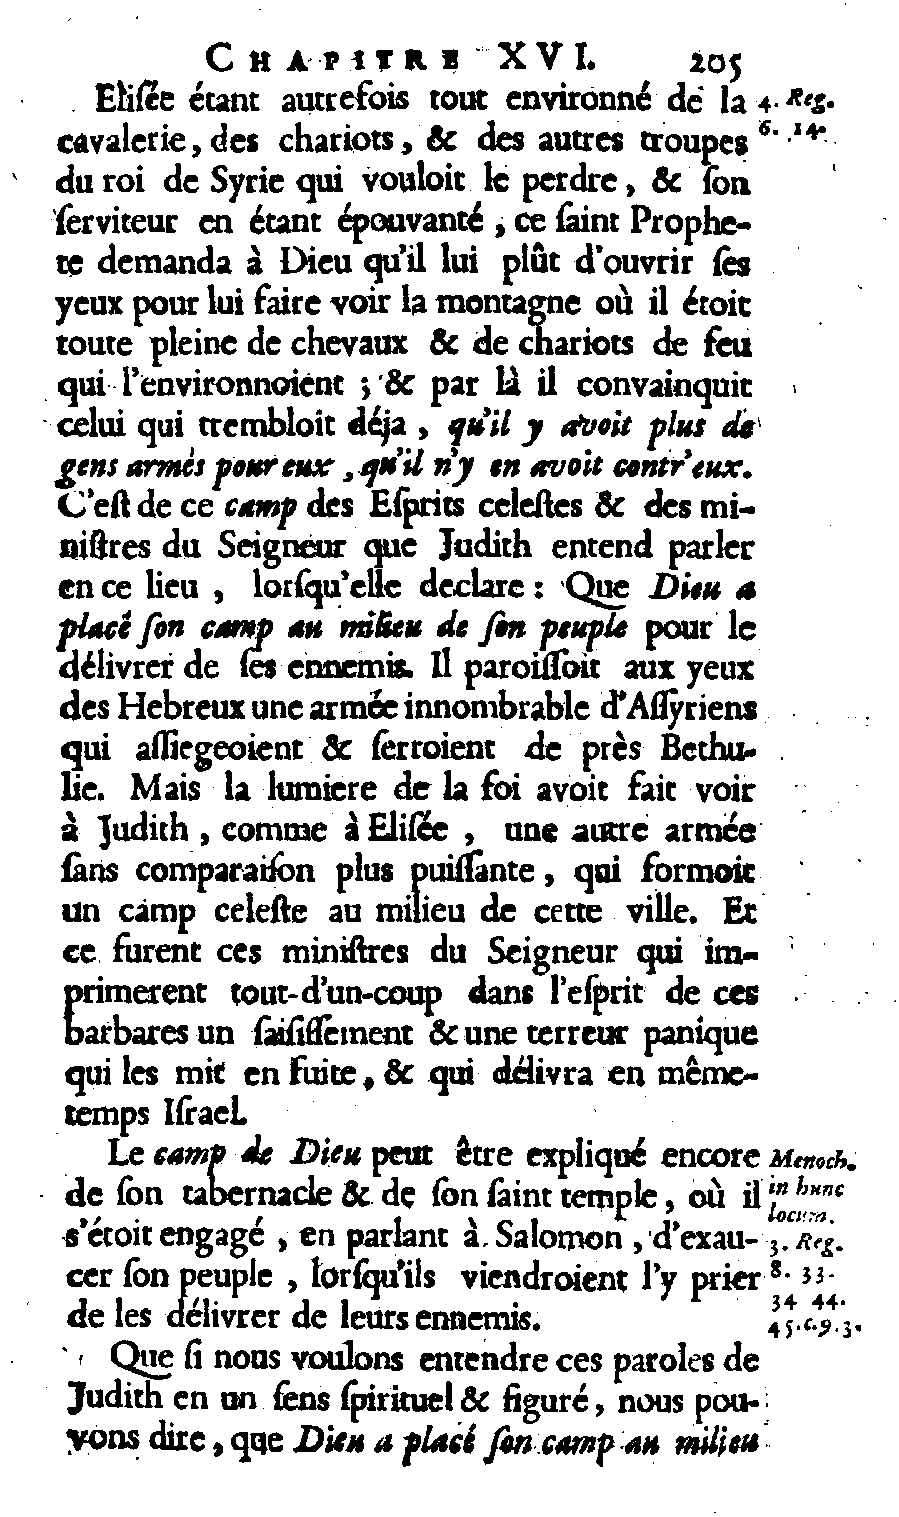 CHAPITRE XVI. 205
Eliſée étant autrefois tout environné de la 4. Reg.
cavalerie, des chariots, & des autres troupes 6. 14.
du roi de Syrie qui vouloit le perdre, & ſon
ſerviteur en étant épouvanté, ce ſaint Prophe-
te demanda à Dieu qu'il lui plût d'ouvrir ſes
yeux pour lui faire voir la montagne où il étoit
toute pleine de chevaux & de chariots de feu
qui l'environnoient ; & par là il convainquit
celui qui trembloit déja, qu'il y avoit plus de
gens armés pour eux, qu'il n'y en avoit contr'eux.
C'eſt de ce camp des Eſprits celeſtes & des mi-
niſtres du Seigneur que Judith entend parler
en ce lieu, lorſqu'elle declare : Que Dieu a
placé ſon camp au milieu de ſon peuple pour le
délivrer de ſes ennemis. Il paroiſſoit aux yeux
des Hebreux une armée innombrable d'Aſſyriens
qui aſſiegeoient & ſerroient de près Bethu-
lie. Mais la lumiere de la foi avoit fait voir
à Judith, comme à Eliſée, une autre armée
ſans comparaiſon plus puiſſante, qui formoit
un camp celeſte au milieu de cette ville. Et
ce furent ces miniſtres du Seigneur qui im-
primerent tout-d'un-coup dans l'eſprit de ces
barbares un ſaiſiſſement & une terreur panique
qui les mit en fuite, & qui délivra en même-
temps Iſrael.
Le camp de Dieu peut être expliqué encore Menoch.
de ſon tabernacle & de ſon ſaint temple, où il in hunc
locum.
s'étoit engagé, en parlant à Salomon, d'exau- 3. Reg.
cer ſon peuple, lorſqu'ils viendroient l'y prier 8. 33.
de les délivrer de leurs ennemis. 34 44.
45. c. 9. 3.
Que ſi nous voulons entendre ces paroles de
Judith en un ſens ſpirituel & figuré, nous pou-
vons dire, que Dieu a placé ſon camp au milieu